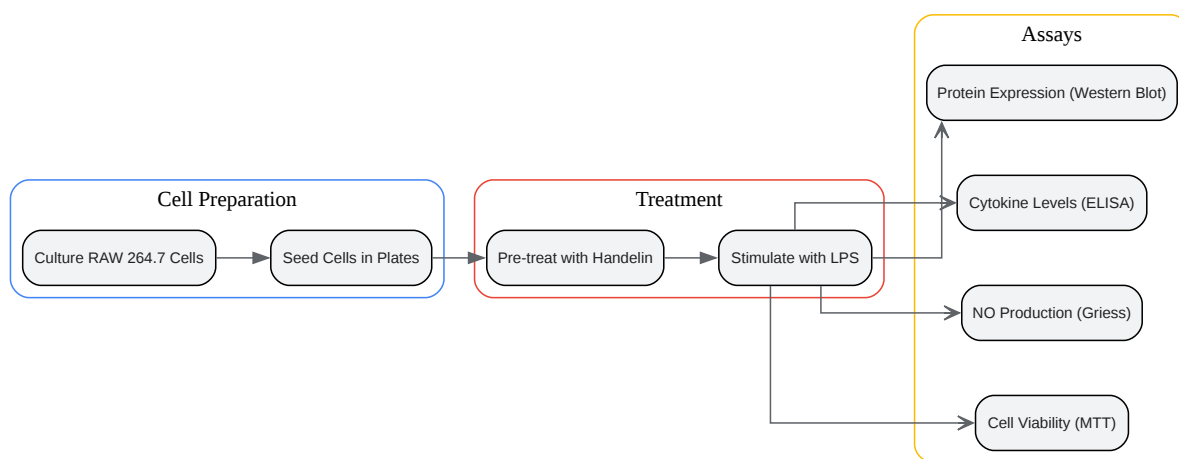 Cell Preparation
Culture RAW 264.7 Cells
Seed Cells in Plates
Treatment
Pre-treat with Handelin
Stimulate with LPS
Assays
Protein Expression (Western Blot)
Cytokine Levels (ELISA)
NO Production (Griess)
Cell Viability (MTT)